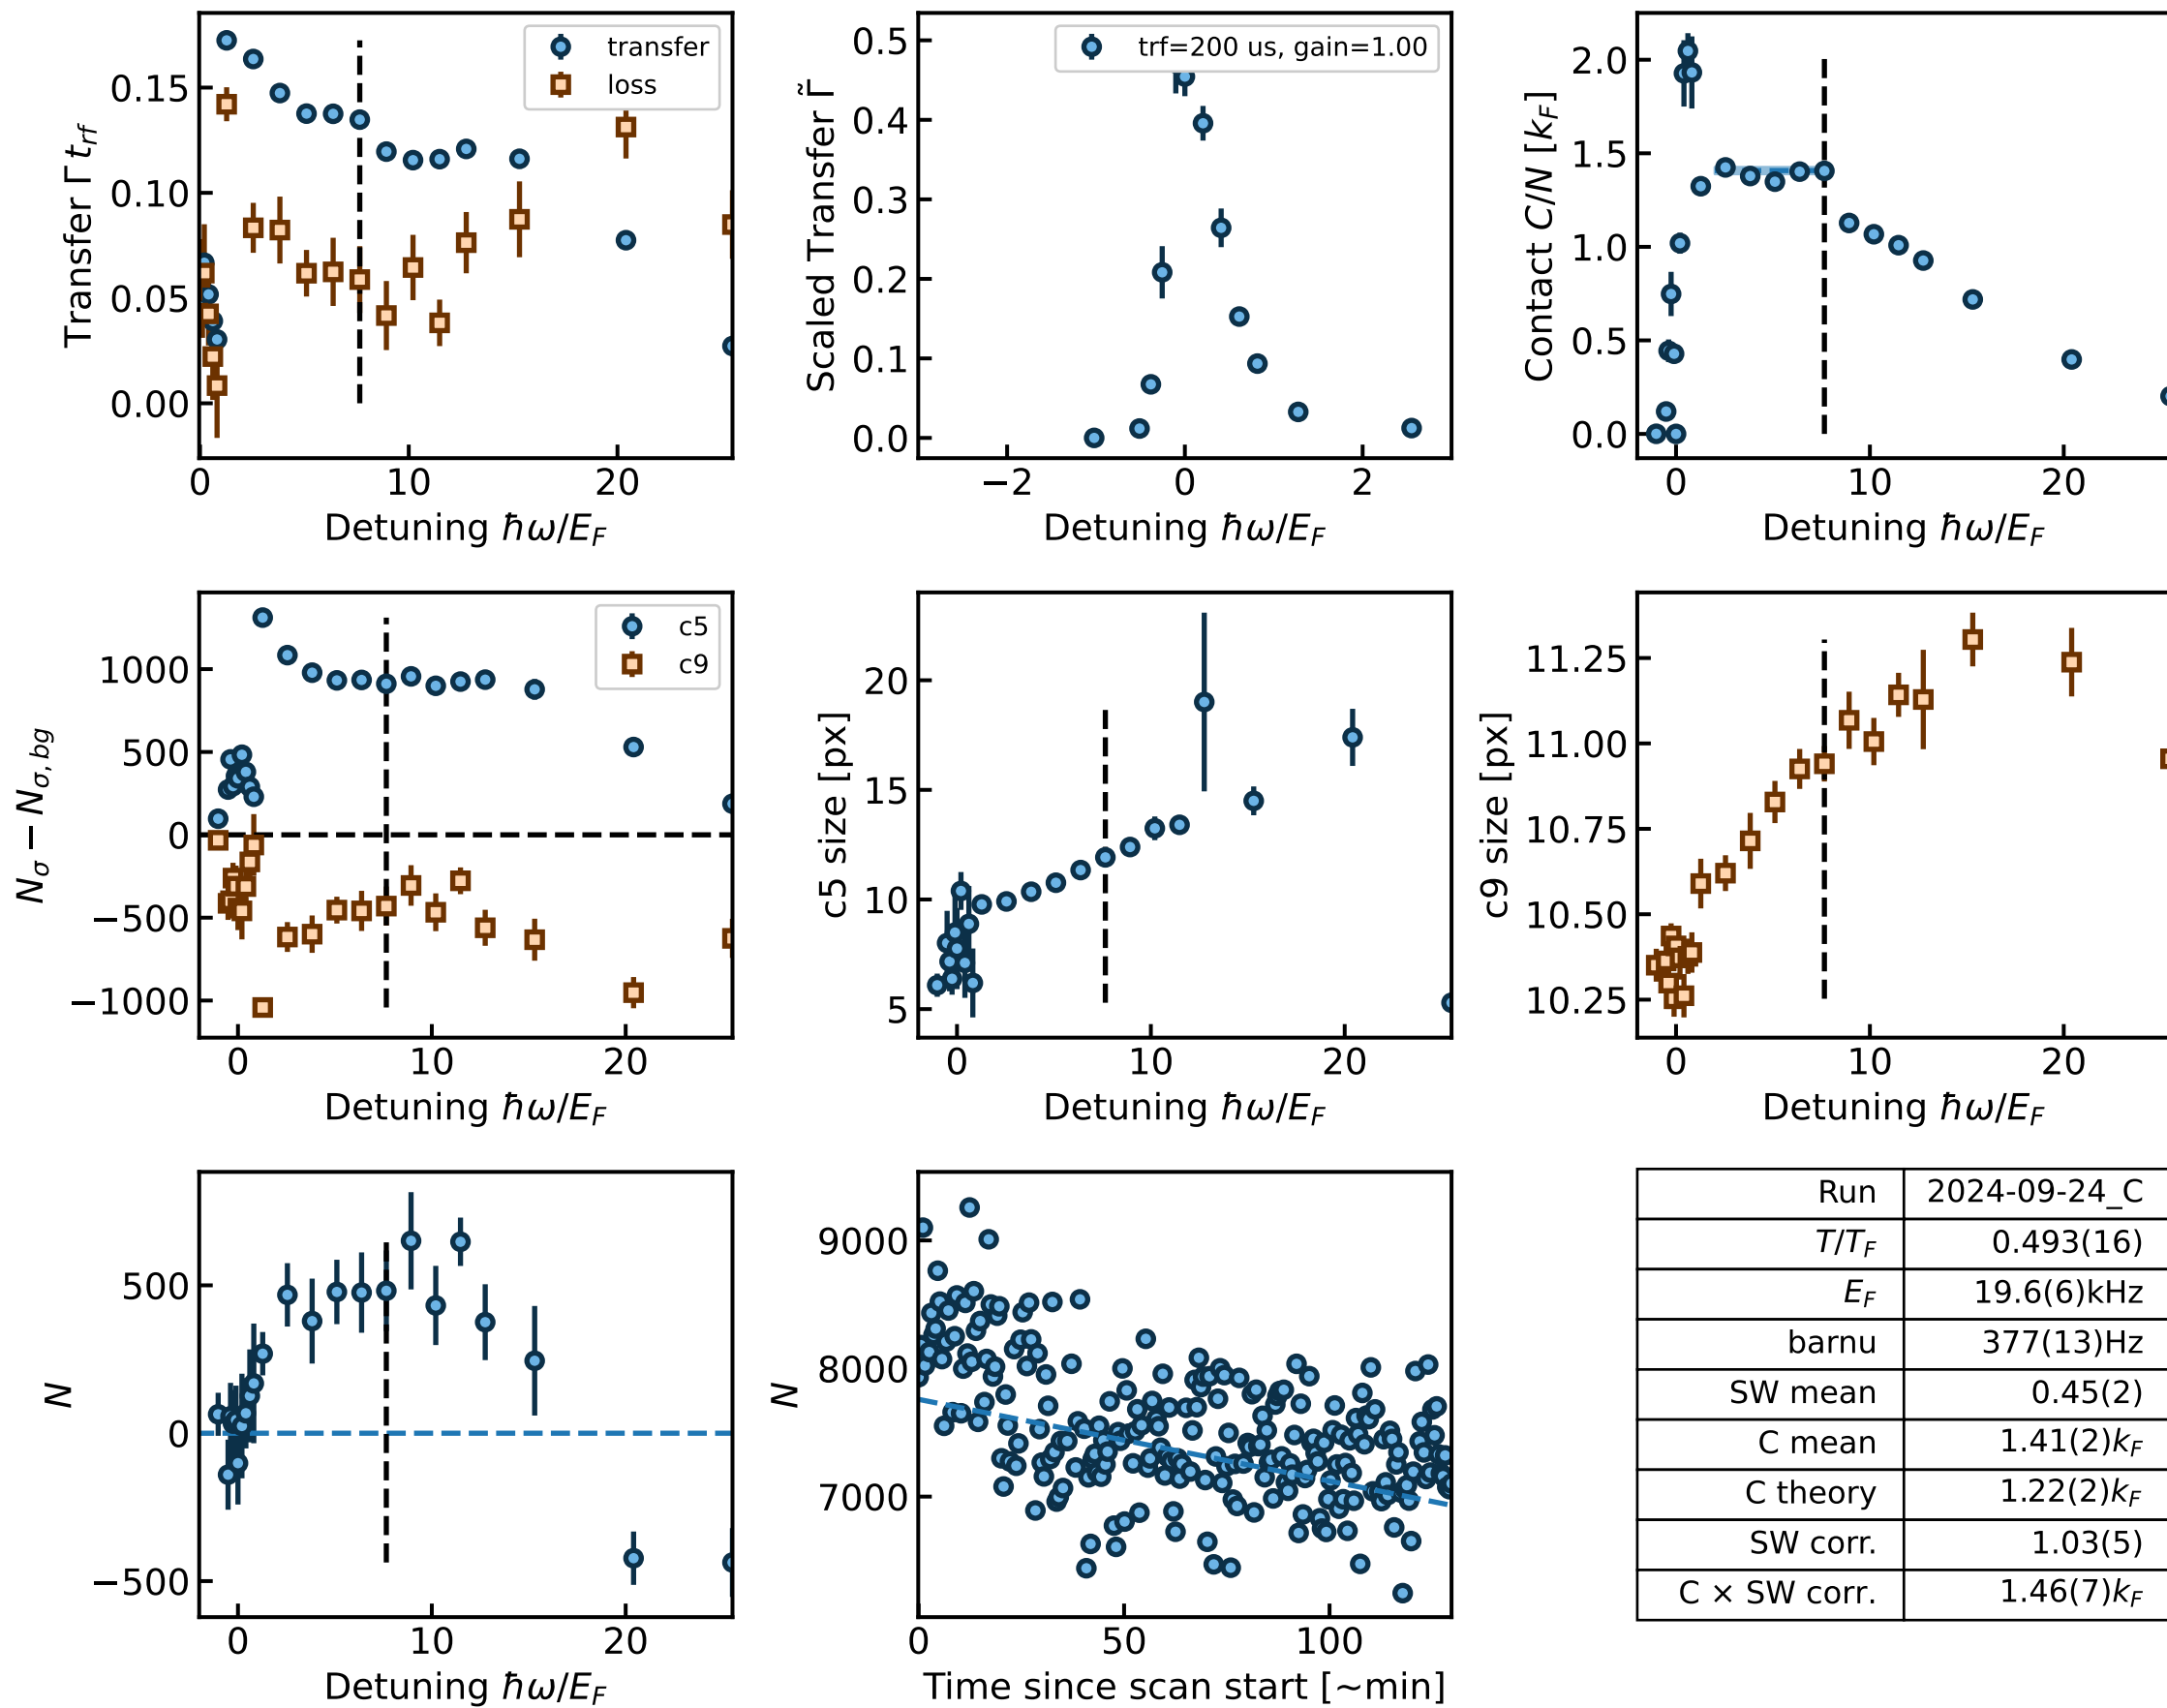 transfer
loss
0.15
0.10
0.05
0.00
Transfer Γ t_rf
0
10
20
Detuning ħω/E_F
trf=200 us, gain=1.00
0.5
0.4
0.3
0.2
0.1
0.0
Scaled Transfer Γ̃
−2
0
2
Detuning ħω/E_F
2.0
1.5
1.0
0.5
0.0
Contact C/N [k_F]
0
10
20
Detuning ħω/E_F
c5
c9
1000
500
0
−500
−1000
N_σ − N_σ,bg
0
10
20
Detuning ħω/E_F
20
15
10
5
c5 size [px]
0
10
20
Detuning ħω/E_F
11.25
11.00
10.75
10.50
10.25
c9 size [px]
0
10
20
Detuning ħω/E_F
500
0
−500
N
0
10
20
Detuning ħω/E_F
9000
8000
7000
N
0
50
100
Time since scan start [~min]
Run 2024-09-24_C
T/T_F 0.493(16)
E_F 19.6(6)kHz
barnu 377(13)Hz
SW mean 0.45(2)
C mean 1.41(2)k_F
C theory 1.22(2)k_F
SW corr. 1.03(5)
C × SW corr. 1.46(7)k_F